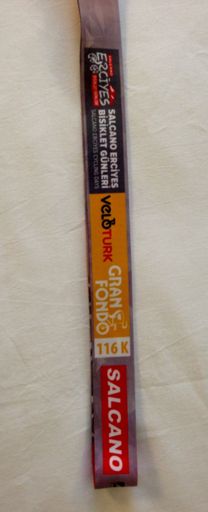 ERCİYES
SALCANO ERCİYES
BİSİKLET GÜNLERİ
SALCANO ERCIYES CYCLING DAYS
VELOTURK
GRAN
FONDO
116 K
SALCANO